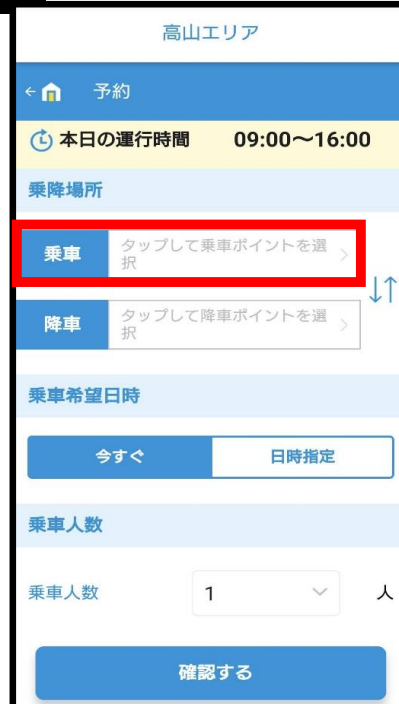 高山エリア
← 予約
本日の運行時間 09:00〜16:00
乗降場所
乗車 タップして乗車ポイントを選
択
降車 タップして降車ポイントを選
択
乗車希望日時
今すぐ 日時指定
乗車人数
乗車人数 1 人
確認する